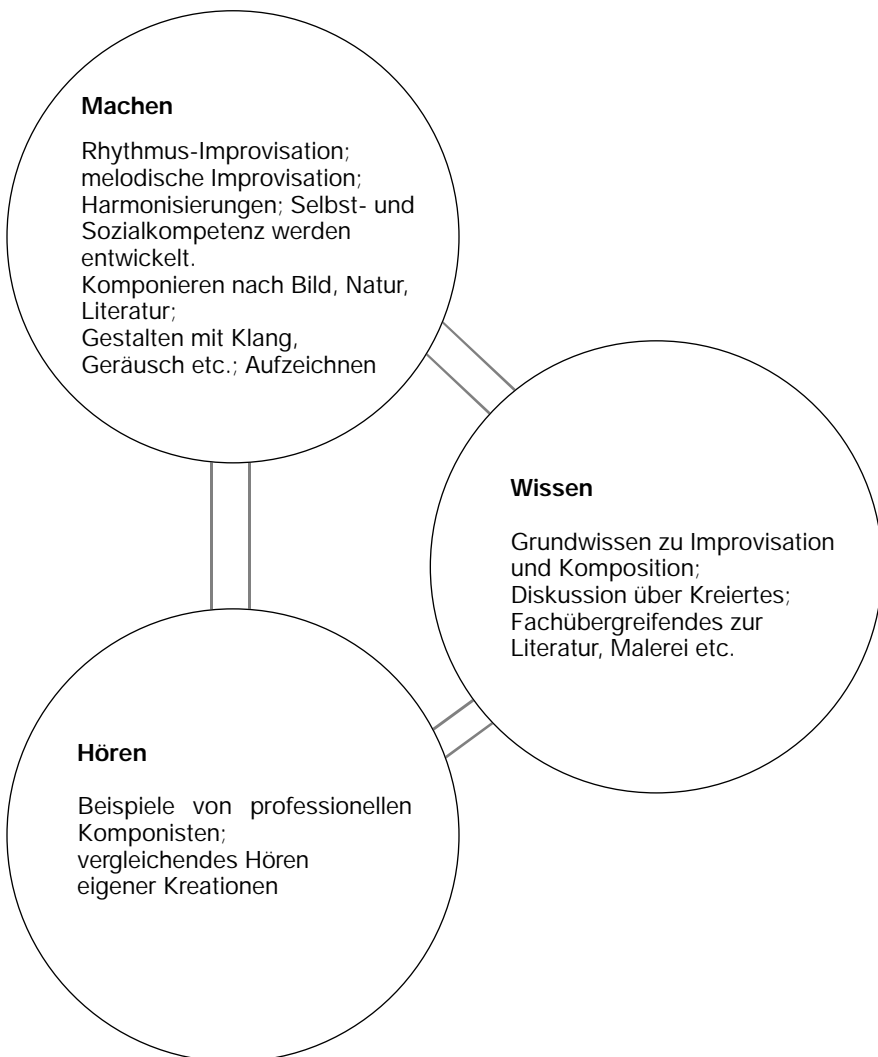 Machen
Rhythmus-Improvisation;
melodische Improvisation;
Harmonisierungen; Selbst- und
Sozialkompetenz werden
entwickelt.
Komponieren nach Bild, Natur,
Literatur;
Gestalten mit Klang,
Geräusch etc.; Aufzeichnen
Wissen
Grundwissen zu Improvisation
und Komposition;
Diskussion über Kreiertes;
Fachübergreifendes zur
Literatur, Malerei etc.
Hören
Beispiele von professionellen
Komponisten;
vergleichendes Hören
eigener Kreationen